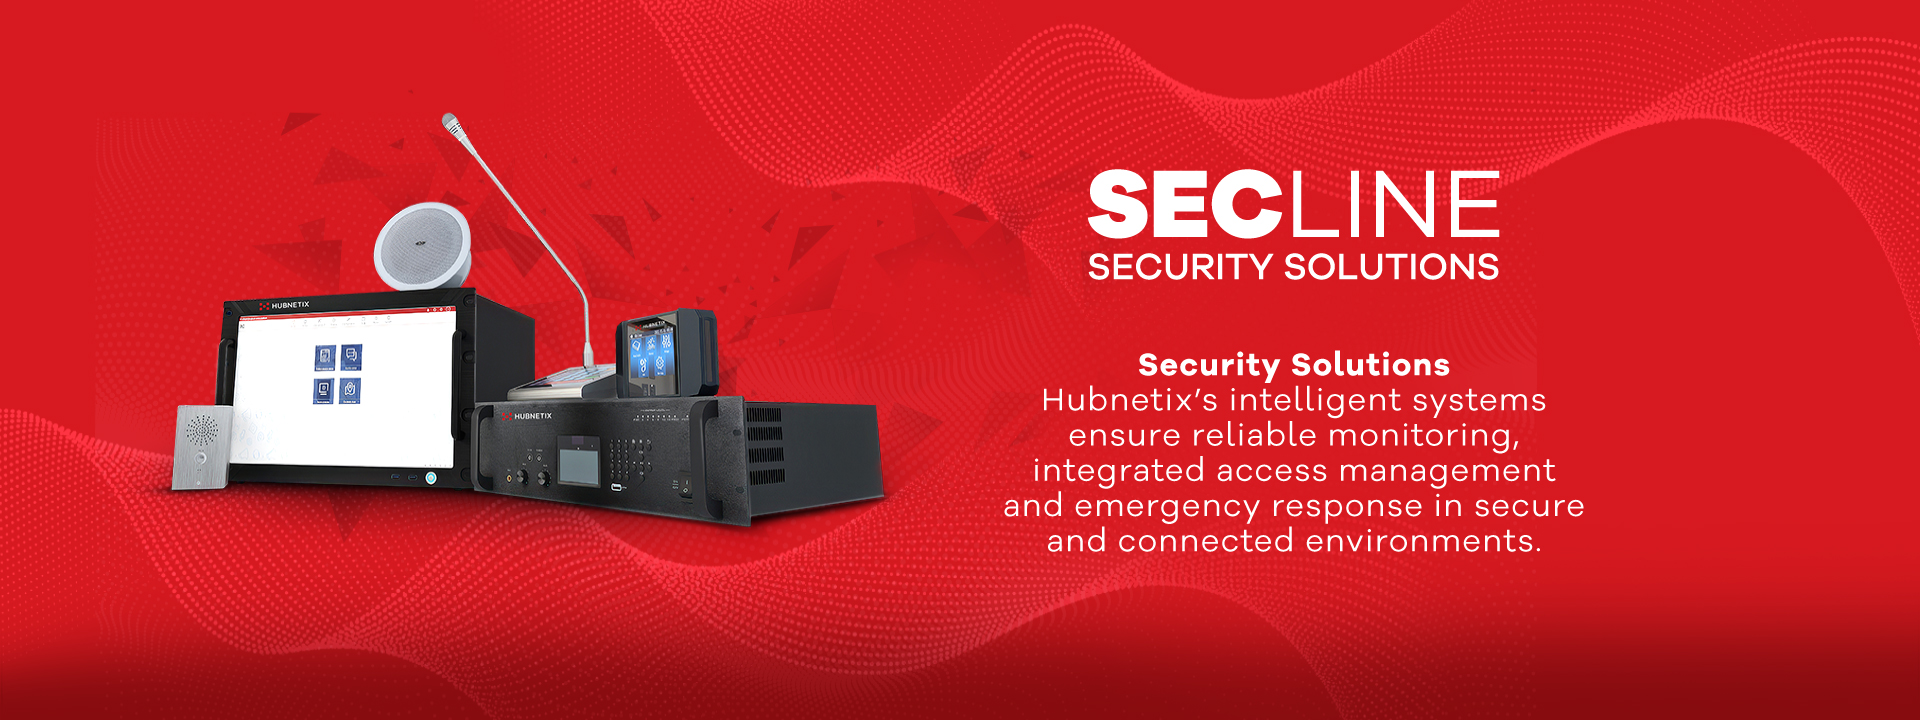 SECLINE
SECURITY SOLUTIONS
Security Solutions
Hubnetix's intelligent systems
ensure reliable monitoring,
integrated access management
and emergency response in secure
and connected environments.
HUBNETIX
HUBNETIX
HUBNETIX